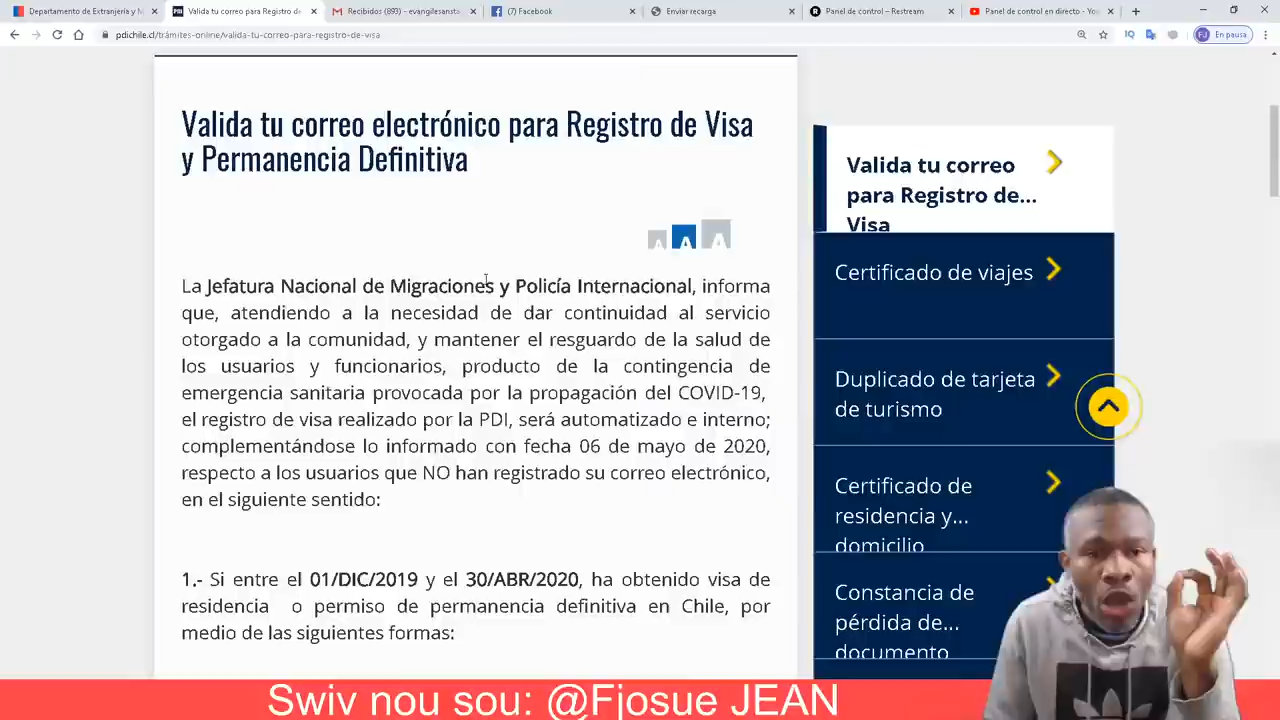 Departamento de Extranjería y M
Valida tu correo para Registro de
Recibidos (893) - evangilesanst
(7) Facebook
Enviar recarga
Panel de control – Restream
Panel de control en directo - You
pdichile.cl/trámites-online/valida-tu-correo-para-registro-de-visa
FJ
En pausa
Valida tu correo electrónico para Registro de Visa
y Permanencia Definitiva
A A A
La Jefatura Nacional de Migraciones y Policía Internacional, informa
que, atendiendo a la necesidad de dar continuidad al servicio
otorgado a la comunidad, y mantener el resguardo de la salud de
los usuarios y funcionarios, producto de la contingencia de
emergencia sanitaria provocada por la propagación del COVID-19,
el registro de visa realizado por la PDI, será automatizado e interno;
complementándose lo informado con fecha 06 de mayo de 2020,
respecto a los usuarios que NO han registrado su correo electrónico,
en el siguiente sentido:
1.- Si entre el 01/DIC/2019 y el 30/ABR/2020, ha obtenido visa de
residencia o permiso de permanencia definitiva en Chile, por
medio de las siguientes formas:
Valida tu correo
para Registro de...
Visa
Certificado de viajes
Duplicado de tarjeta
de turismo
Certificado de
residencia y...
domicilio
Constancia de
pérdida de...
documento
Swiv nou sou: @Fjosue JEAN